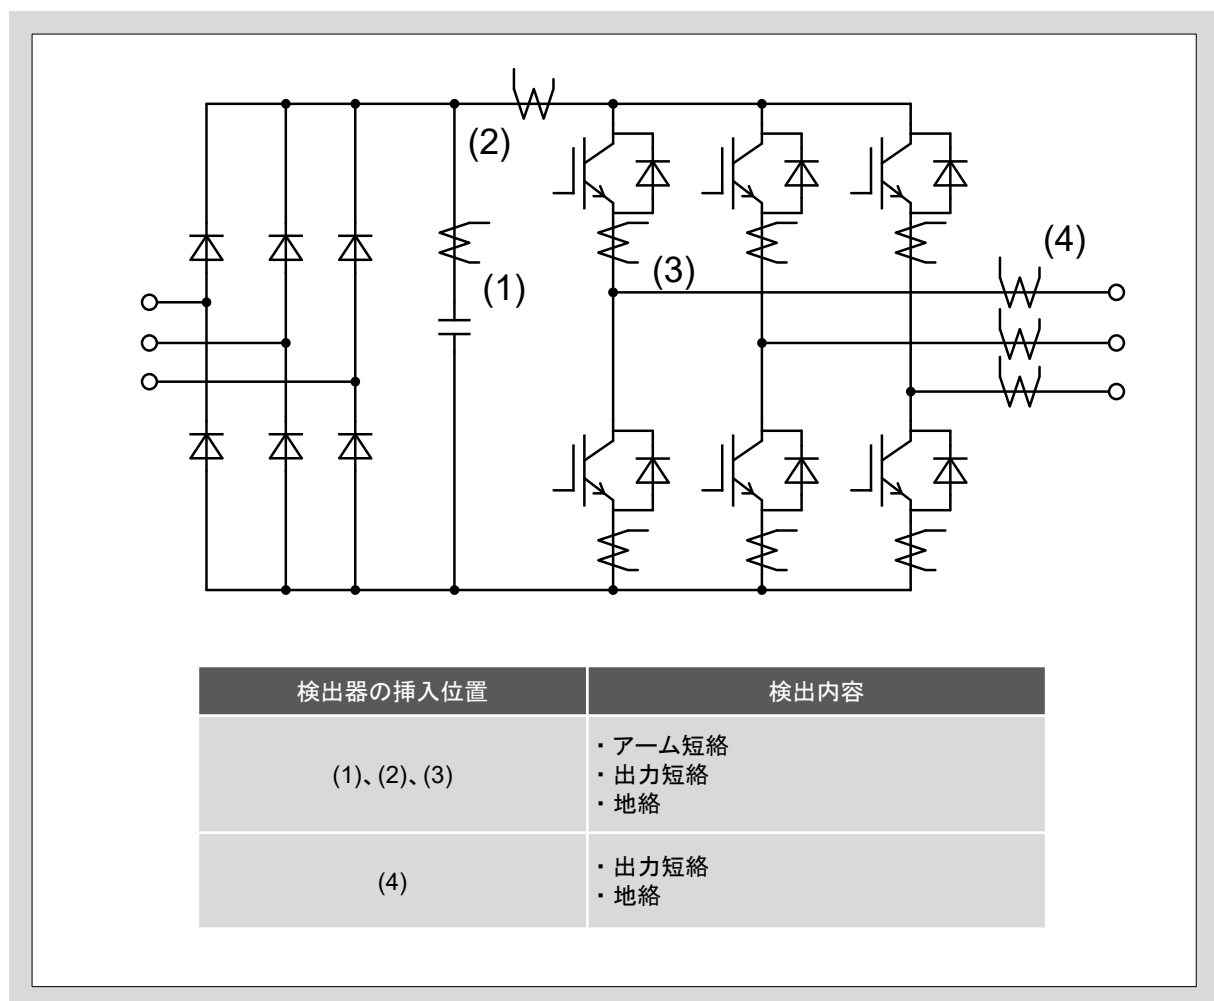 (2)
(4)
(3)
(1)
検出器の挿入位置
検出内容
(1)、(2)、(3)
・アーム短絡
・出力短絡
・地絡
(4)
・出力短絡
・地絡